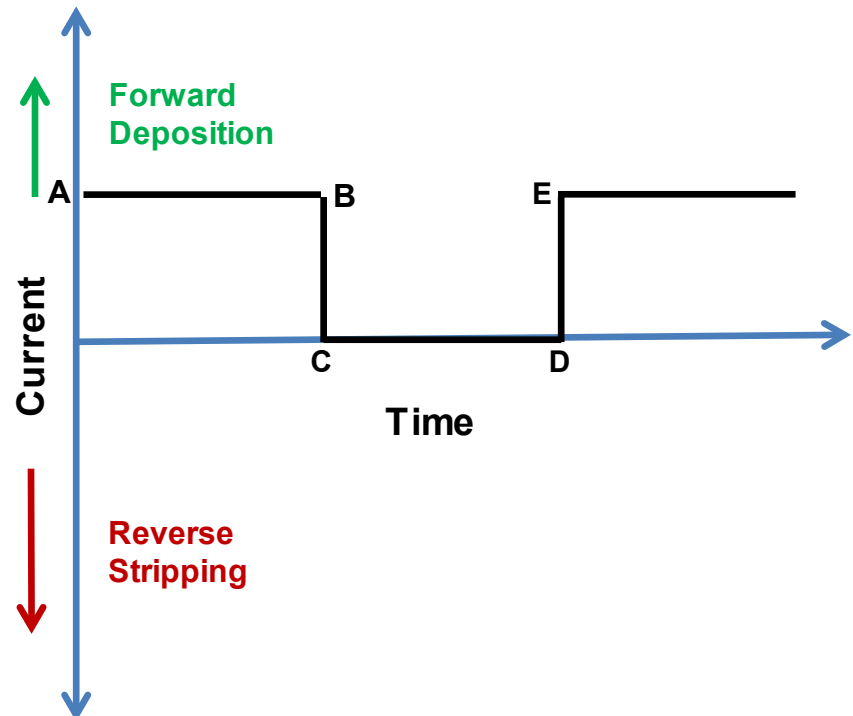 Forward
Deposition
A
B
E
Current
C
D
Time
Reverse
Stripping